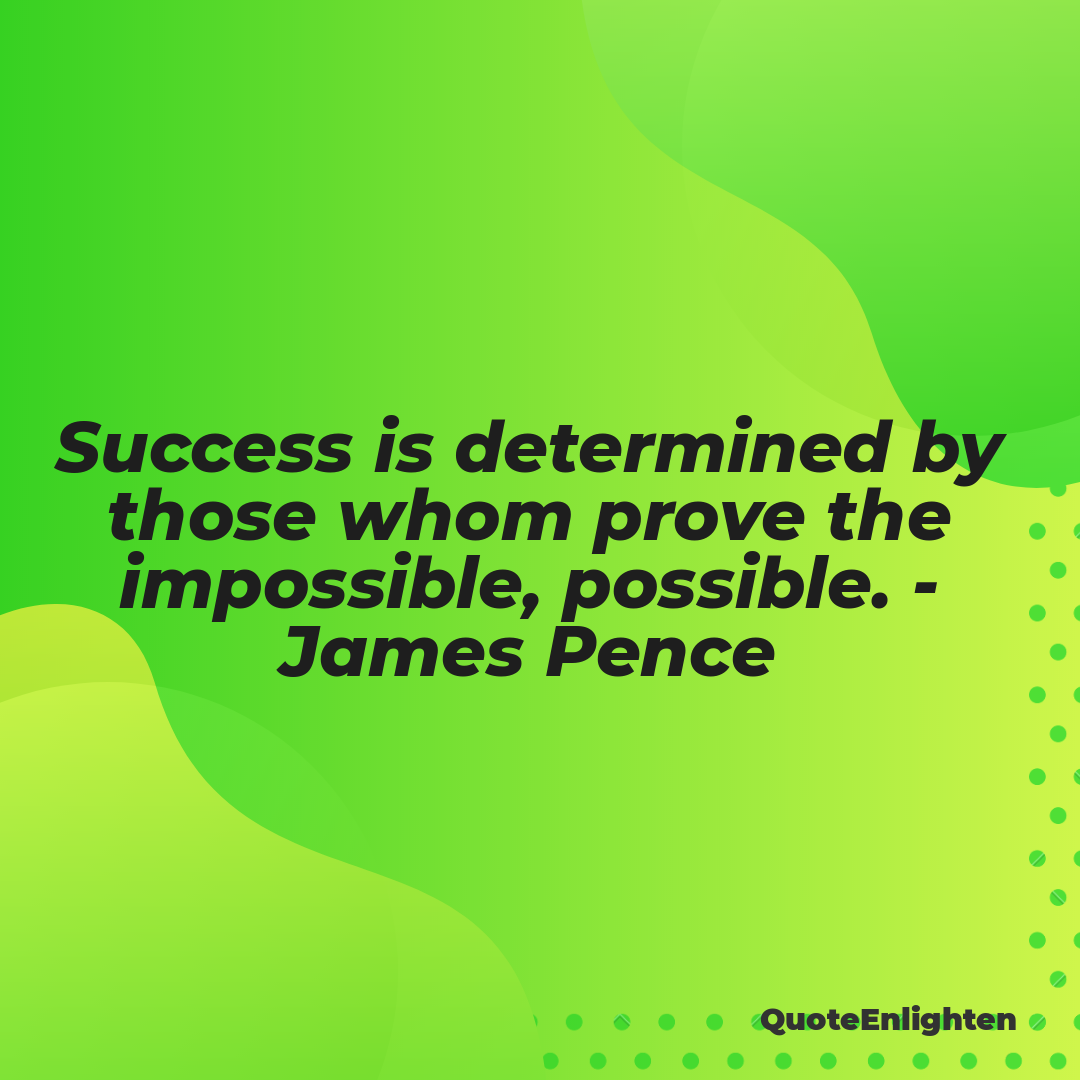 Success is determined by
those whom prove the
impossible, possible. -
James Pence
QuoteEnlighten